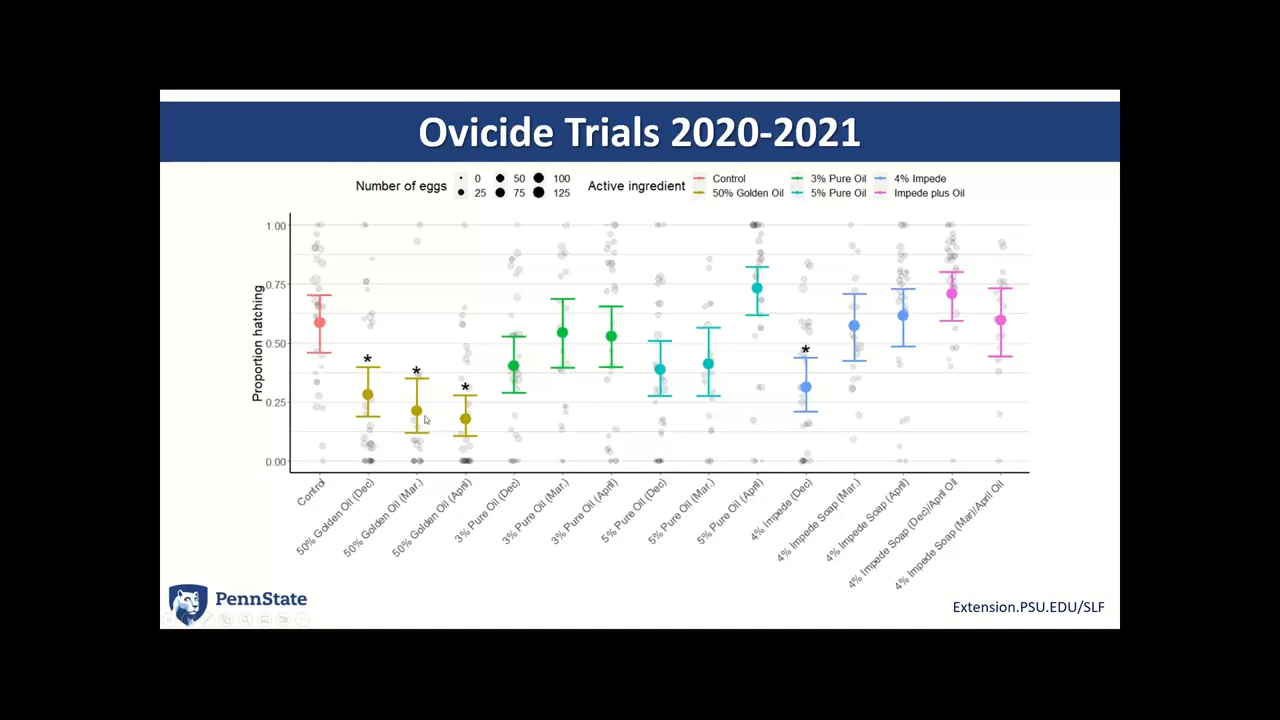 Ovicide Trials 2020-2021
Number of eggs 0 50 100 Active ingredient Control 3% Pure Oil 4% Impede
25 75 125 50% Golden Oil 5% Pure Oil Impede plus Oil
Proportion hatching
1.00
0.75
0.50
0.25
0.00
*
*
*
*
Control
50% Golden Oil (Dec)
50% Golden Oil (Mar.)
50% Golden Oil (April)
3% Pure Oil (Dec)
3% Pure Oil (Mar.)
3% Pure Oil (April)
5% Pure Oil (Dec)
5% Pure Oil (Mar.)
5% Pure Oil (April)
4% Impede (Dec)
4% Impede Soap (Mar.)
4% Impede Soap (April)
4% Impede Soap (Dec)/April Oil
4% Impede Soap (Mar)/April Oil
PennState
Extension.PSU.EDU/SLF